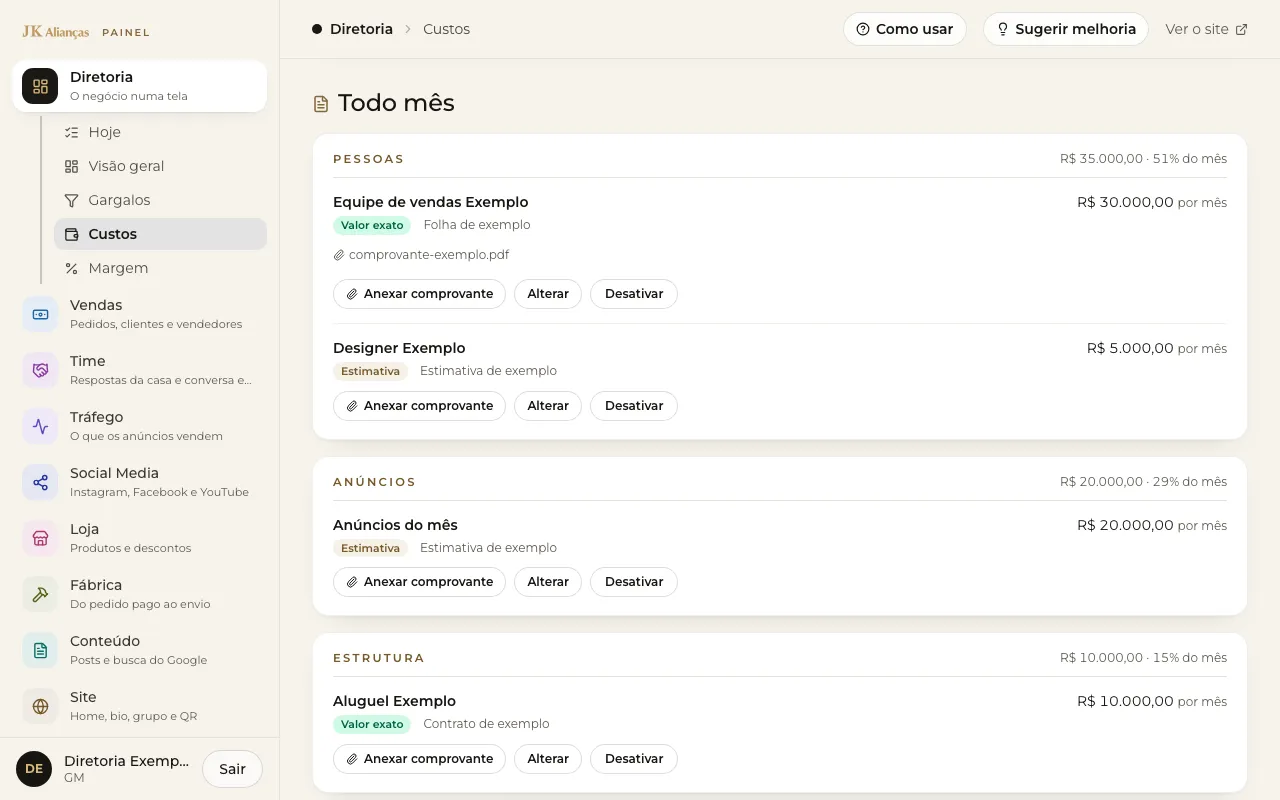 JK Alianças PAINEL
Diretoria
O negócio numa tela
Hoje
Visão geral
Gargalos
Custos
Margem
Vendas
Pedidos, clientes e vendedores
Time
Respostas da casa e conversa e...
Tráfego
O que os anúncios vendem
Social Media
Instagram, Facebook e YouTube
Loja
Produtos e descontos
Fábrica
Do pedido pago ao envio
Conteúdo
Posts e busca do Google
Site
Home, bio, grupo e QR
DE
Diretoria Exemp...
GM
Sair
Diretoria > Custos
Como usar
Sugerir melhoria
Ver o site
Todo mês
PESSOAS
R$ 35.000,00 · 51% do mês
Equipe de vendas Exemplo
R$ 30.000,00 por mês
Valor exato Folha de exemplo
comprovante-exemplo.pdf
Anexar comprovante Alterar Desativar
Designer Exemplo
R$ 5.000,00 por mês
Estimativa Estimativa de exemplo
Anexar comprovante Alterar Desativar
ANÚNCIOS
R$ 20.000,00 · 29% do mês
Anúncios do mês
R$ 20.000,00 por mês
Estimativa Estimativa de exemplo
Anexar comprovante Alterar Desativar
ESTRUTURA
R$ 10.000,00 · 15% do mês
Aluguel Exemplo
R$ 10.000,00 por mês
Valor exato Contrato de exemplo
Anexar comprovante Alterar Desativar